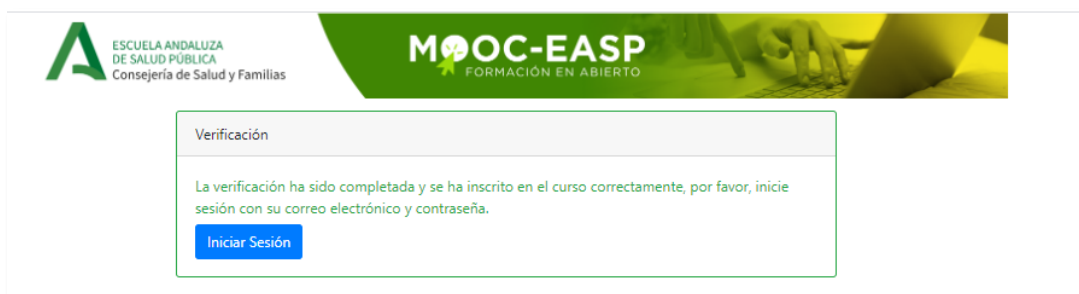 ESCUELA ANDALUZA
DE SALUD PÚBLICA
Consejería de Salud y Familias
MOOC-EASP
FORMACIÓN EN ABIERTO
Verificación
La verificación ha sido completada y se ha inscrito en el curso correctamente, por favor, inicie
sesión con su correo electrónico y contraseña.
Iniciar Sesión